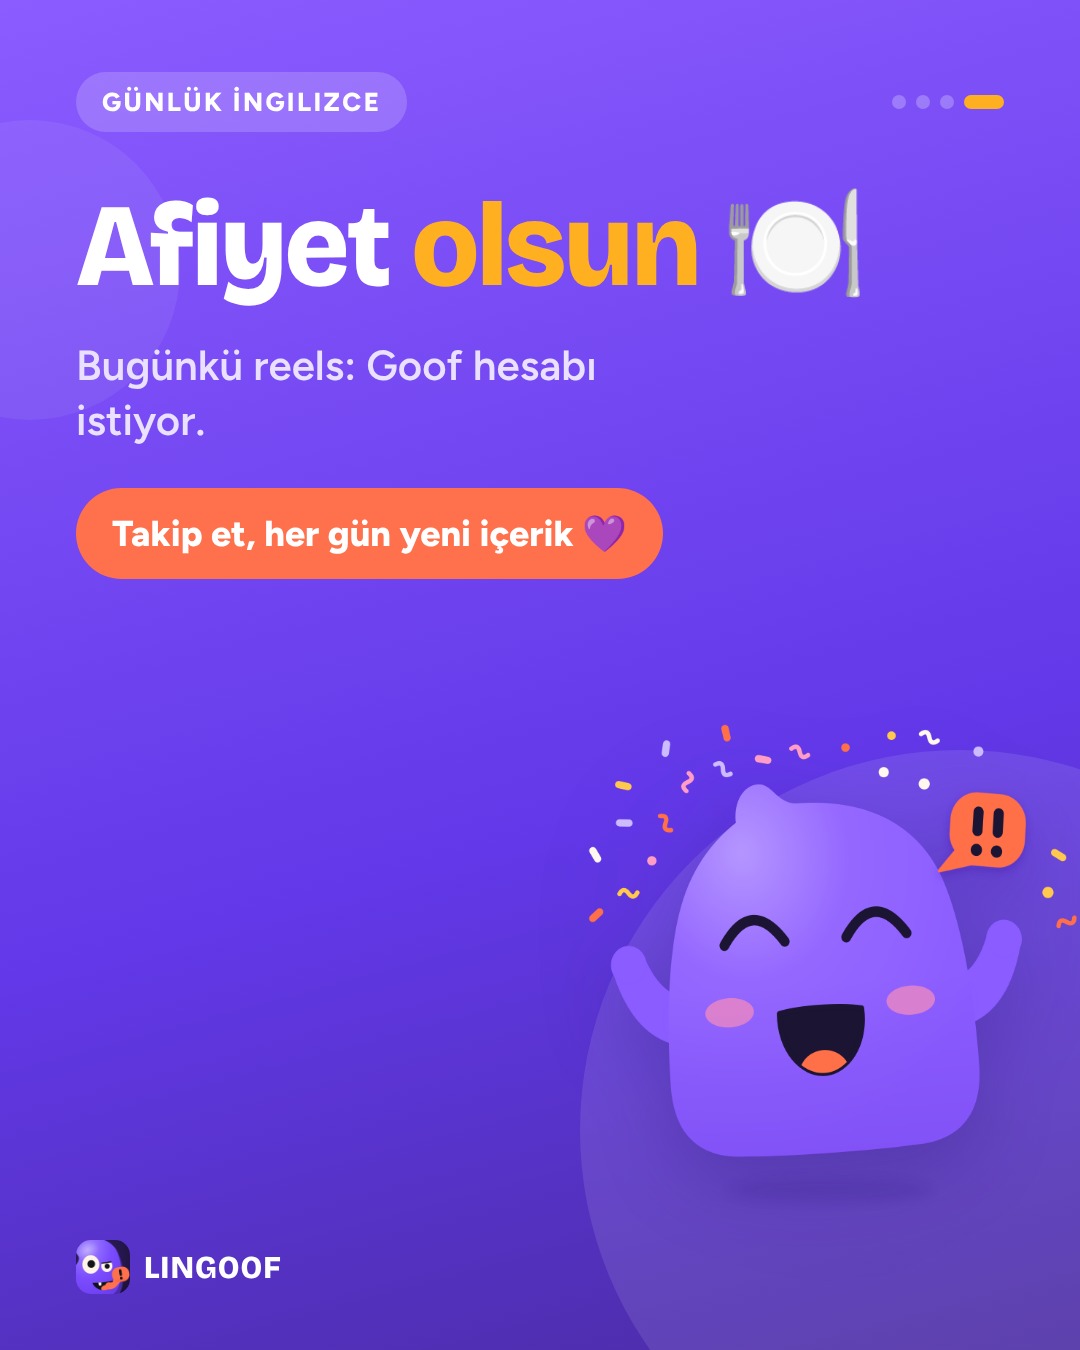 GÜNLÜK İNGILIZCE
Afiyet olsun 🍽️
Bugünkü reels: Goof hesabı
istiyor.
Takip et, her gün yeni içerik 💜
!!
LINGOOF